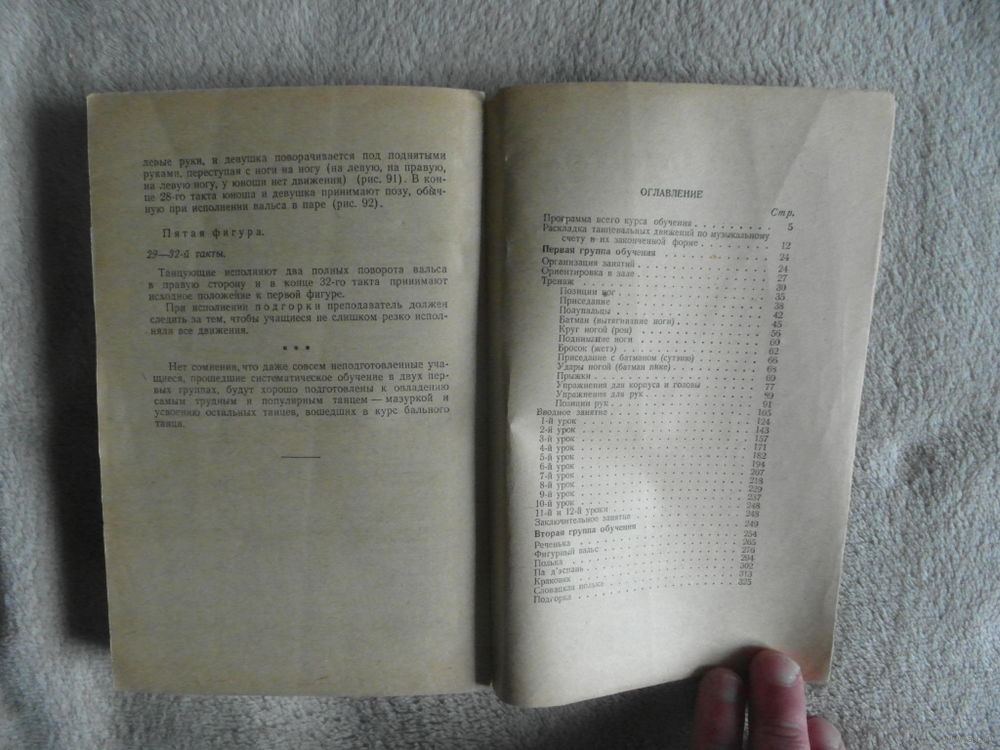 левые руки, и девушка поворачивается под поднятыми
руками, переступая с ноги на ногу (на левую, на правую,
на левую ногу, у юноши нет движения) (рис. 91). В кон-
це 28-го такта юноша и девушка принимают позу, обыч-
ную при исполнении вальса в паре (рис. 92).
Пятая фигура.
29—32-й такты.
Танцующие исполняют два полных поворота вальса
в правую сторону и в конце 32-го такта принимают
исходное положение к первой фигуре.
При исполнении подгорки преподаватель должен
следить за тем, чтобы учащиеся не слишком резко испол-
няли все движения.
* * *
Нет сомнения, что даже совсем неподготовленные уча-
щиеся, прошедшие систематическое обучение в двух пер-
вых группах, будут хорошо подготовлены к овладению
самым трудным и популярным танцем — мазуркой и
усвоению остальных танцев, вошедших в курс бального
танца.
ОГЛАВЛЕНИЕ
Стр.
Программа всего курса обучения . . . 5
Раскладка танцевальных движений по музыкальному
счету в их законченной форме . . . 12
Первая группа обучения . . . 24
Организация занятий . . . 24
Ориентировка в зале . . . 27
Тренаж . . . 30
Позиции ног . . . 35
Приседание . . . 38
Полупальцы . . . 42
Батман (вытягивание ноги) . . . 45
Круг ногой (рон) . . . 56
Поднимание ноги . . . 60
Бросок (жетэ) . . . 62
Приседание с батманом (сутэню) . . . 66
Удары ногой (батман пике) . . . 68
Прыжки . . . 69
Упражнения для корпуса и головы . . . 77
Упражнения для рук . . . 89
Позиции рук . . . 91
Вводное занятие . . . 105
1-й урок . . . 124
2-й урок . . . 143
3-й урок . . . 157
4-й урок . . . 171
5-й урок . . . 182
6-й урок . . . 194
7-й урок . . . 207
8-й урок . . . 218
9-й урок . . . 229
10-й урок . . . 237
11-й и 12-й уроки . . . 248
Заключительное занятие . . . 248
Вторая группа обучения . . . 249
Реченька . . . 254
Фигурный вальс . . . 265
Полька . . . 276
Па д'эспань . . . 294
Краковяк . . . 302
Словацкая полька . . . 313
Подгорка . . . 325